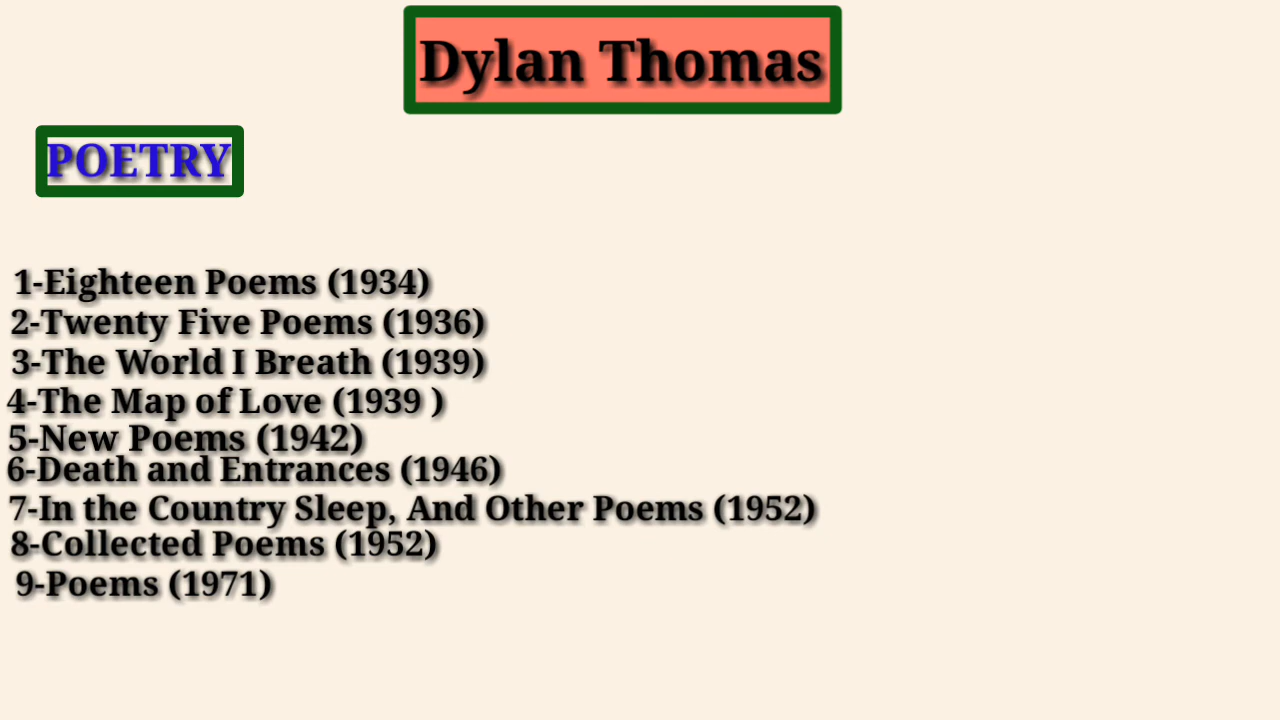 Dylan Thomas
POETRY
1-Eighteen Poems (1934)
2-Twenty Five Poems (1936)
3-The World I Breath (1939)
4-The Map of Love (1939 )
5-New Poems (1942)
6-Death and Entrances (1946)
7-In the Country Sleep, And Other Poems (1952)
8-Collected Poems (1952)
9-Poems (1971)